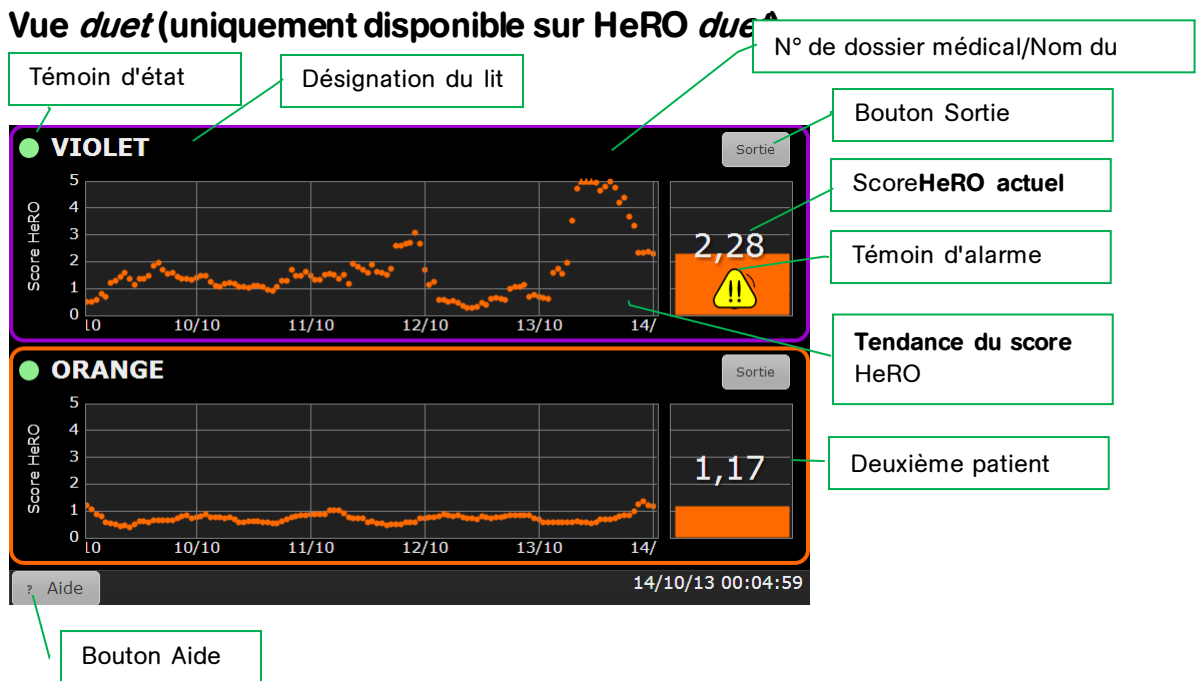 Vue duet (uniquement disponible sur HeRO duet)
N° de dossier médical/Nom du
Témoin d'état
Désignation du lit
Bouton Sortie
VIOLET
Sortie
Score HeRO
5
4
3
2
1
0
10
10/10
11/10
12/10
13/10
14/
2,28
ScoreHeRO actuel
Témoin d'alarme
!!
Tendance du score
HeRO
ORANGE
Sortie
Score HeRO
5
4
3
2
1
0
10
10/10
11/10
12/10
13/10
14/
1,17
Deuxième patient
? Aide
14/10/13 00:04:59
Bouton Aide